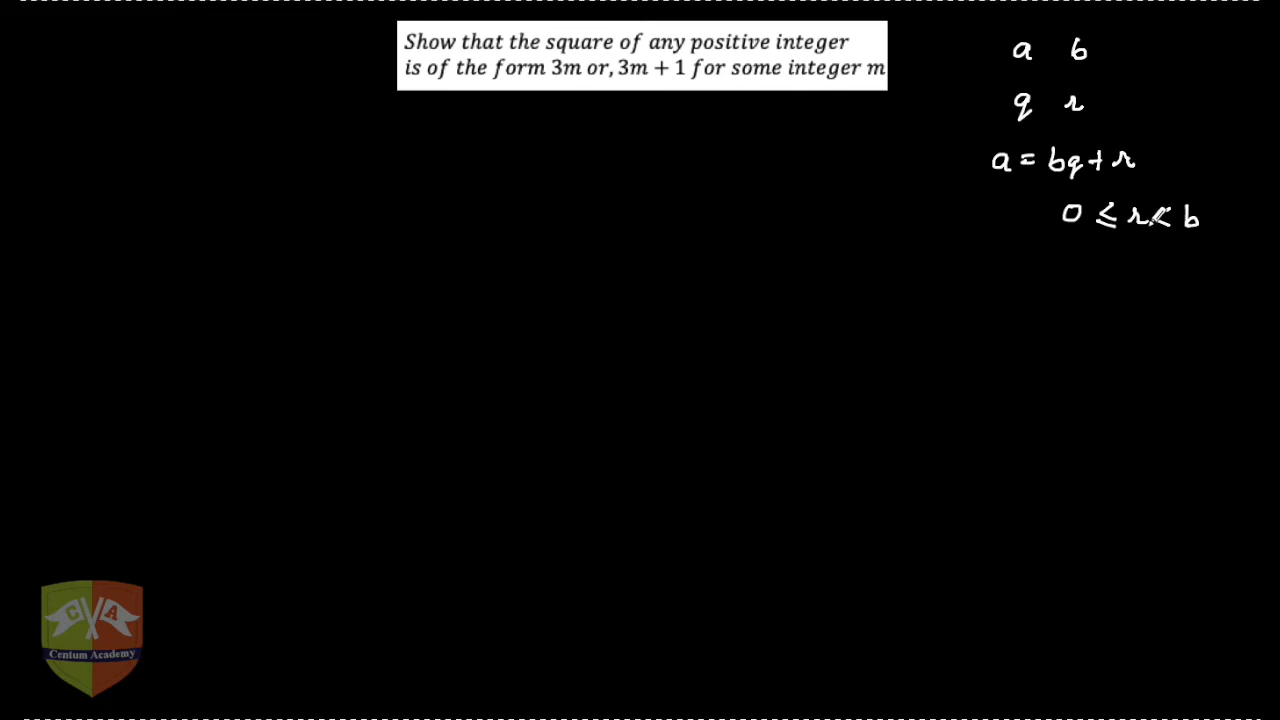 Show that the square of any positive integer
is of the form 3m or, 3m + 1 for some integer m
a b
q r
a = bq + r
0 ≤ r < b
C A
Centum Academy